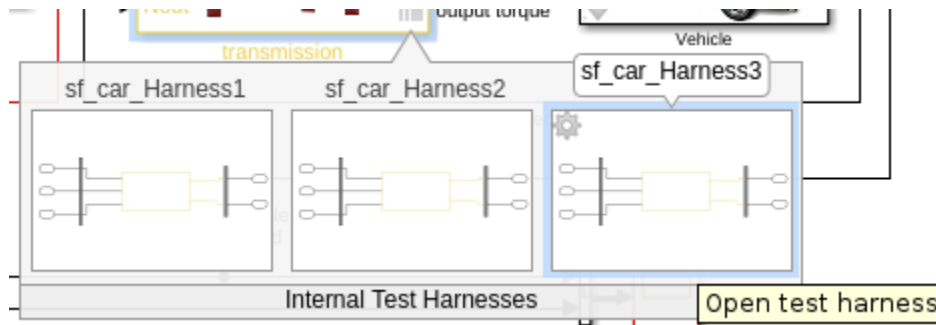 output torque
transmission
Vehicle
sf_car_Harness1
sf_car_Harness2
sf_car_Harness3
Internal Test Harnesses
Open test harness